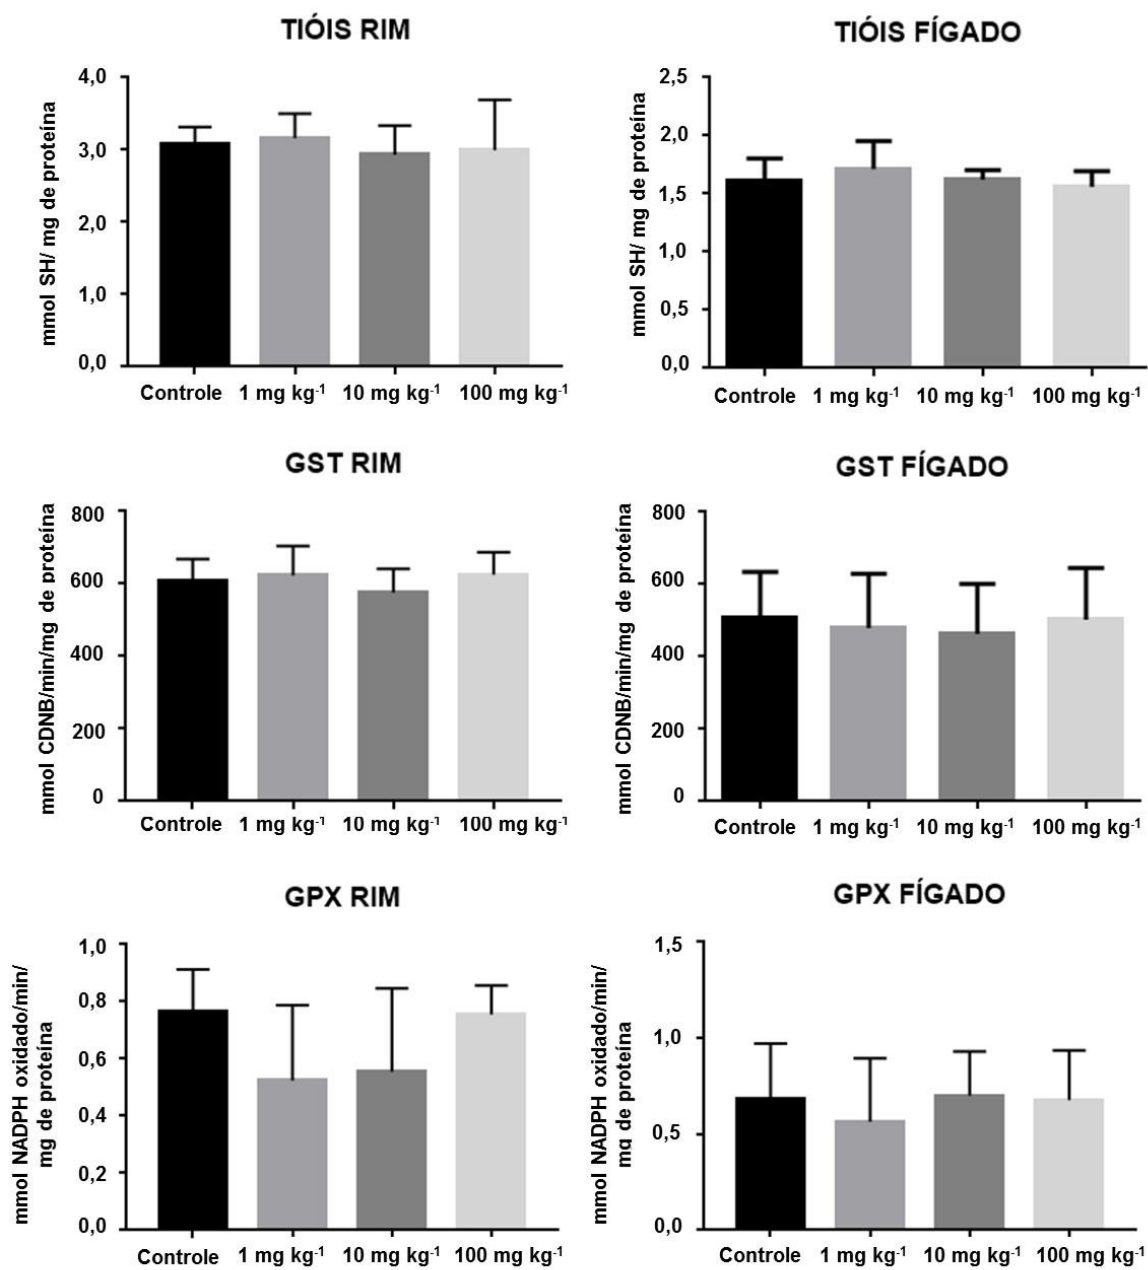 TIÓIS RIM
mmol SH/ mg de proteína
4,0
3,0
2,0
1,0
0,0
Controle 1 mg kg-1 10 mg kg-1 100 mg kg-1
TIÓIS FÍGADO
mmol SH/ mg de proteína
2,5
2,0
1,5
1,0
0,5
0,0
Controle 1 mg kg-1 10 mg kg-1 100 mg kg-1
GST RIM
mmol CDNB/min/mg de proteína
800
600
400
200
0
Controle 1 mg kg-1 10 mg kg-1 100 mg kg-1
GST FÍGADO
mmol CDNB/min/mg de proteína
800
600
400
200
0
Controle 1 mg kg-1 10 mg kg-1 100 mg kg-1
GPX RIM
mmol NADPH oxidado/min/
mg de proteína
1,0
0,8
0,6
0,4
0,2
0,0
Controle 1 mg kg-1 10 mg kg-1 100 mg kg-1
GPX FÍGADO
mmol NADPH oxidado/min/
mg de proteína
1,5
1,0
0,5
0,0
Controle 1 mg kg-1 10 mg kg-1 100 mg kg-1